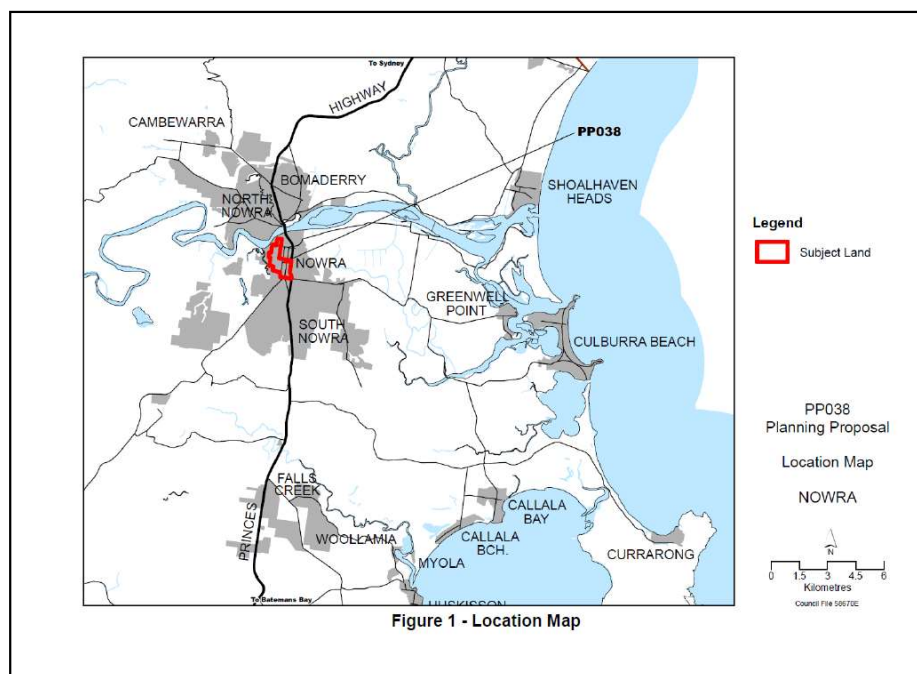 To Sydney
HIGHWAY
CAMBEWARRA
PP038
BOMADERRY
SHOALHAVEN
HEADS
NORTH
NOWRA
Legend
Subject Land
NOWRA
GREENWELL
POINT
SOUTH
NOWRA
CULBURRA BEACH
PP038
Planning Proposal
Location Map
NOWRA
FALLS
CREEK
PRINCES
WOOLLAMIA
CALLALA
BAY
CALLALA
BCH.
MYOLA
CURRARONG
HUSKISSON
To Batemans Bay
N
0 1.5 3 4.5 6
Kilometres
Council File 58670E
Figure 1 - Location Map